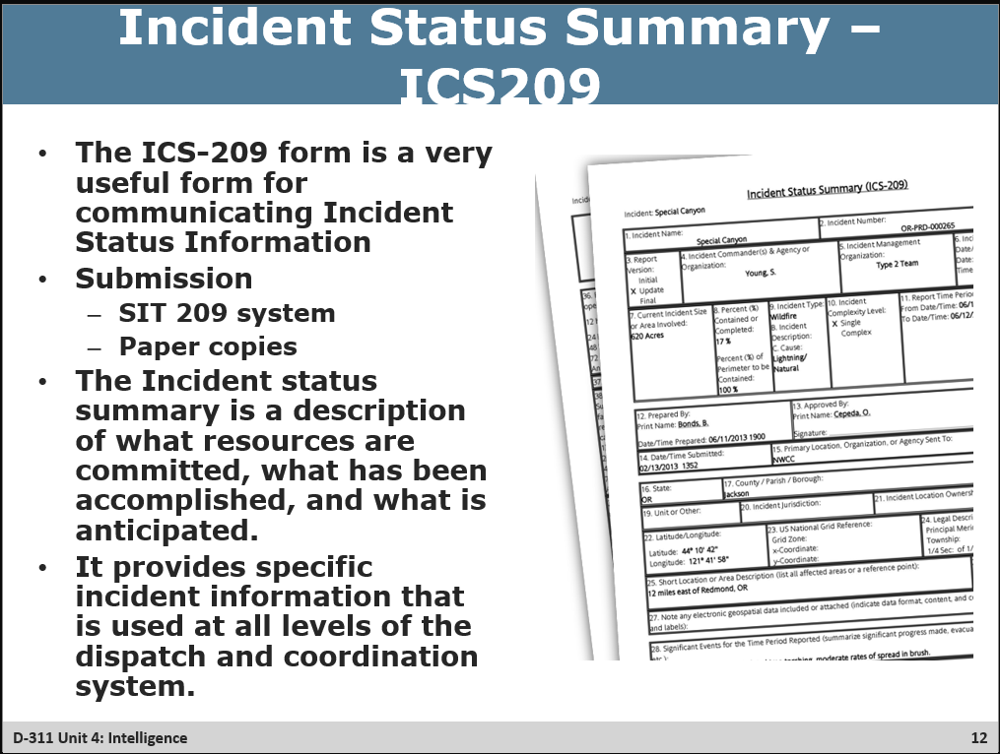 Incident Status Summary –
ICS209
• The ICS-209 form is a very
useful form for
communicating Incident
Status Information
• Submission
– SIT 209 system
– Paper copies
• The Incident status
summary is a description
of what resources are
committed, what has been
accomplished, and what is
anticipated.
• It provides specific
incident information that
is used at all levels of the
dispatch and coordination
system.
Incident Status Summary (ICS-209)
Incident: Special Canyon
1. Incident Name:
Special Canyon
2. Incident Number:
OR-PRD-000265
3. Report
Version:
Initial
X Update
Final
4. Incident Commander(s) & Agency or
Organization:
Young, S.
5. Incident Management
Organization:
Type 2 Team
6.
Time
7. Current Incident Size
or Area Involved:
620 Acres
8. Percent (%)
Contained or
Completed:
17 %
Percent (%) of
Perimeter to be
Contained:
100 %
9. Incident Type:
Wildfire
B. Incident
Description:
C. Cause:
Lightning/
Natural
10. Incident
Complexity Level:
X Single
Complex
11. Report Time
From Date/Time: 06/1
To Date/Time: 06/12/
12. Prepared By:
Print Name: Bonds, B.
Date/Time Prepared: 06/11/2013 1900
13. Approved By:
Print Name: Cepeda, O.
Signature:
14. Date/Time Submitted:
02/13/2013 1352
15. Primary Location, Organization, or Agency Sent To:
NWCC
16. State:
OR
17. County / Parish / Borough:
Jackson
19. Unit or Other:
20. Incident Jurisdiction:
21. Incident Location
22. Latitude/Longitude:
Latitude: 44° 10' 42"
Longitude: 121° 41' 58"
23. US National Grid Reference:
Grid Zone:
x-Coordinate:
y-Coordinate:
24. Legal
Principal
Township:
1/4 Sec: of 1/
25. Short Location or Area Description (list all affected areas or a reference point):
12 miles east of Redmond, OR
27. Note any electronic geospatial data included or attached (indicate data format, content, and
and labels):
28. Significant Events for the Time Period Reported (summarize significant progress made,
moderate rates of spread in brush.
D-311 Unit 4: Intelligence
12